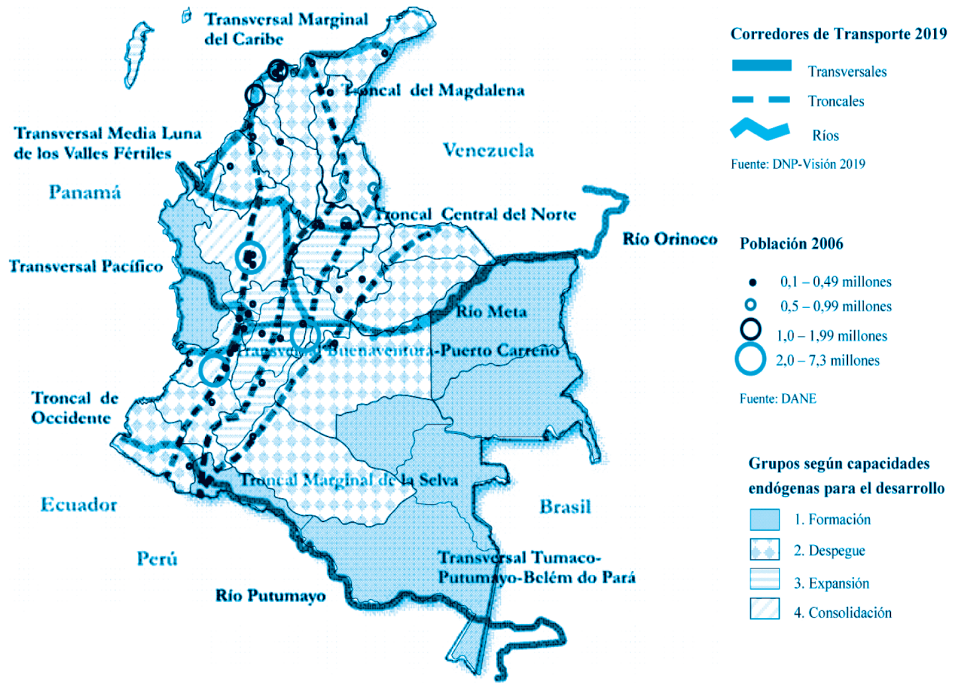 Transversal Marginal
del Caribe
Troncal del Magdalena
Transversal Media Luna
de los Valles Fértiles
Venezuela
Panamá
Troncal Central del Norte
Río Orinoco
Transversal Pacífico
Río Meta
Transversal Buenaventura-Puerto Carreño
Troncal de
Occidente
Troncal Marginal de la Selva
Ecuador
Brasil
Perú
Transversal Tumaco-
Putumayo-Belém do Pará
Río Putumayo
Corredores de Transporte 2019
Transversales
Troncales
Ríos
Fuente: DNP-Visión 2019
Población 2006
0,1 – 0,49 millones
0,5 – 0,99 millones
1,0 – 1,99 millones
2,0 – 7,3 millones
Fuente: DANE
Grupos según capacidades
endógenas para el desarrollo
1. Formación
2. Despegue
3. Expansión
4. Consolidación